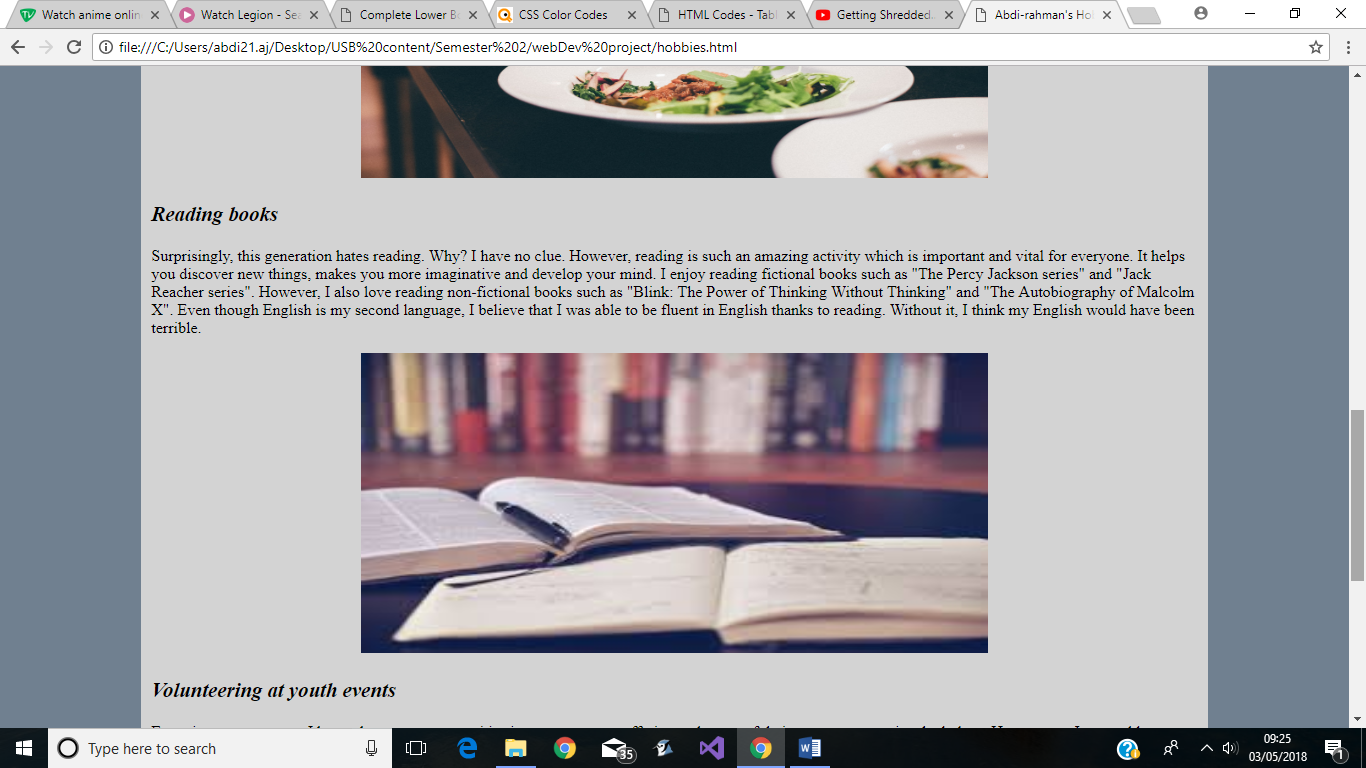 Watch anime onlin
Watch Legion - Sea
Complete Lower Bo
CSS Color Codes
HTML Codes - Tabl
Getting Shredded.
Abdi-rahman's Hob
file:///C:/Users/abdi21.aj/Desktop/USB%20content/Semester%202/webDev%20project/hobbies.html
Reading books
Surprisingly, this generation hates reading. Why? I have no clue. However, reading is such an amazing activity which is important and vital for everyone. It helps
you discover new things, makes you more imaginative and develop your mind. I enjoy reading fictional books such as "The Percy Jackson series" and "Jack
Reacher series". However, I also love reading non-fictional books such as "Blink: The Power of Thinking Without Thinking" and "The Autobiography of Malcolm
X". Even though English is my second language, I believe that I was able to be fluent in English thanks to reading. Without it, I think my English would have been
terrible.
Volunteering at youth events
Type here to search
35
09:25
03/05/2018
1